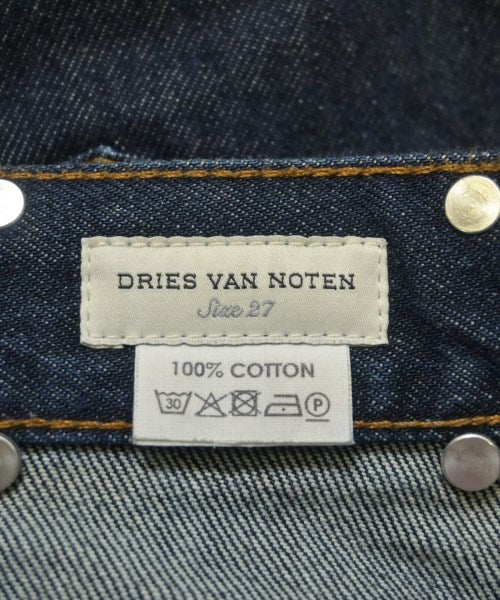 DRIES VAN NOTEN
Size 27
100% COTTON
30 P